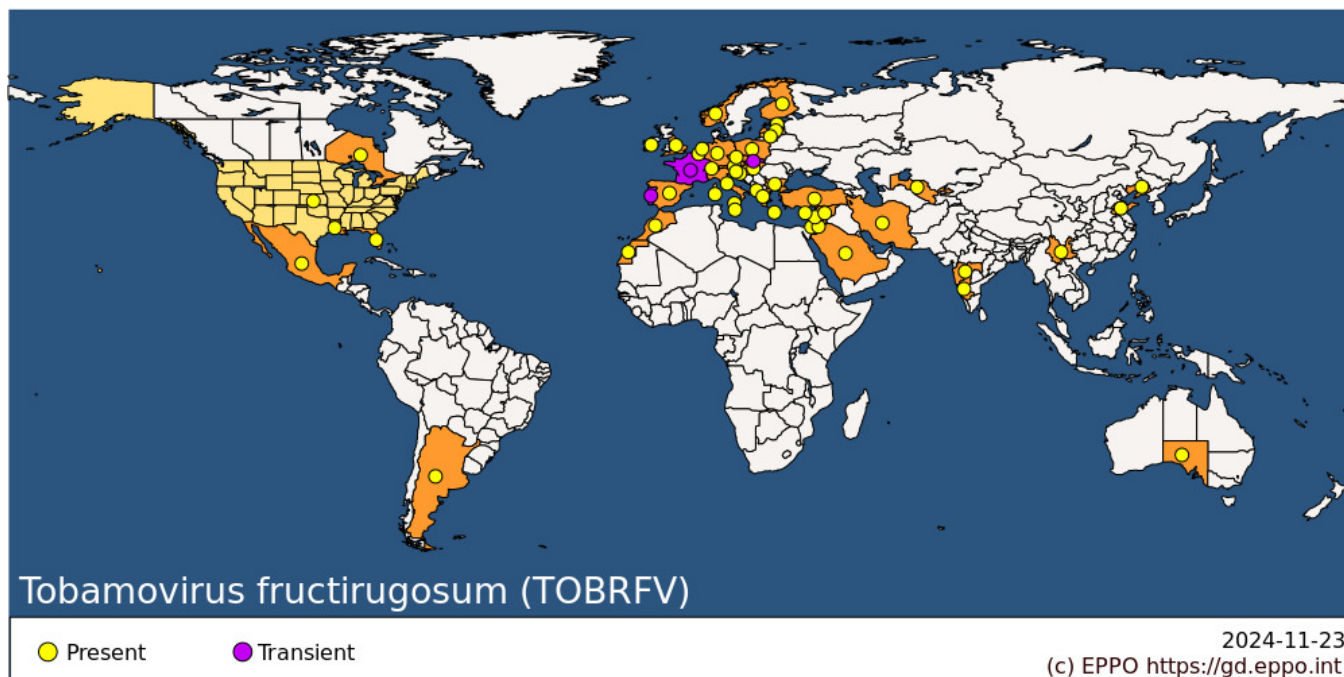 Tobamovirus fructirugosum (TOBRFV)
Present
Transient
2024-11-23
(c) EPPO https://gd.eppo.int